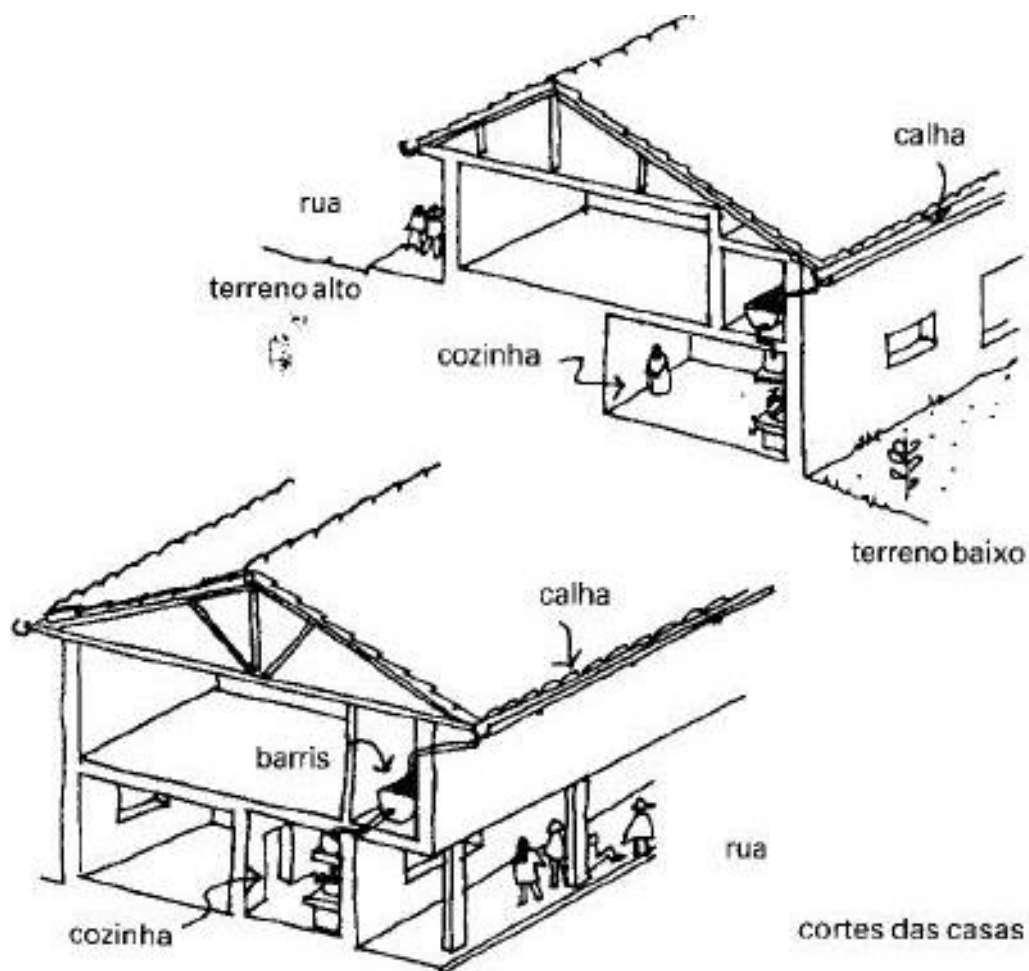 calha
rua
terreno alto
cozinha
terreno baixo
calha
barris
rua
cozinha
cortes das casas